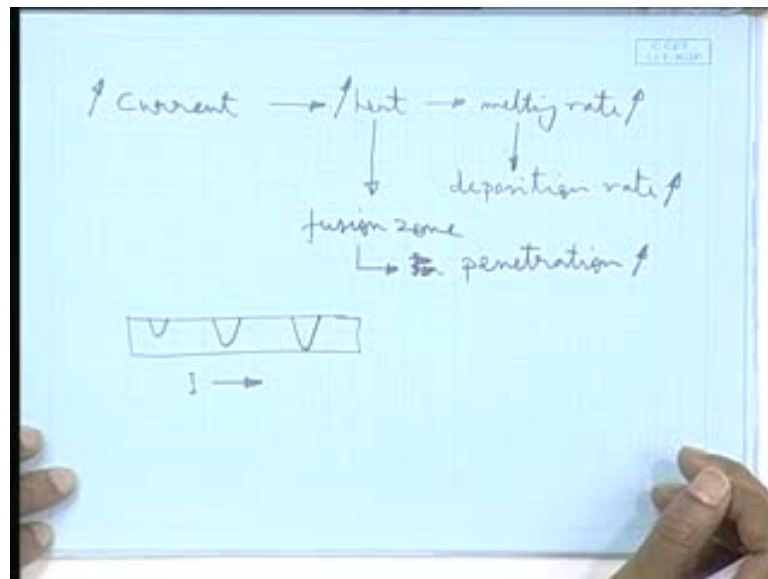 ↑ Current → ↑ heat → melting rate ↑
deposition rate ↑
fusion zone
penetration ↑
I →